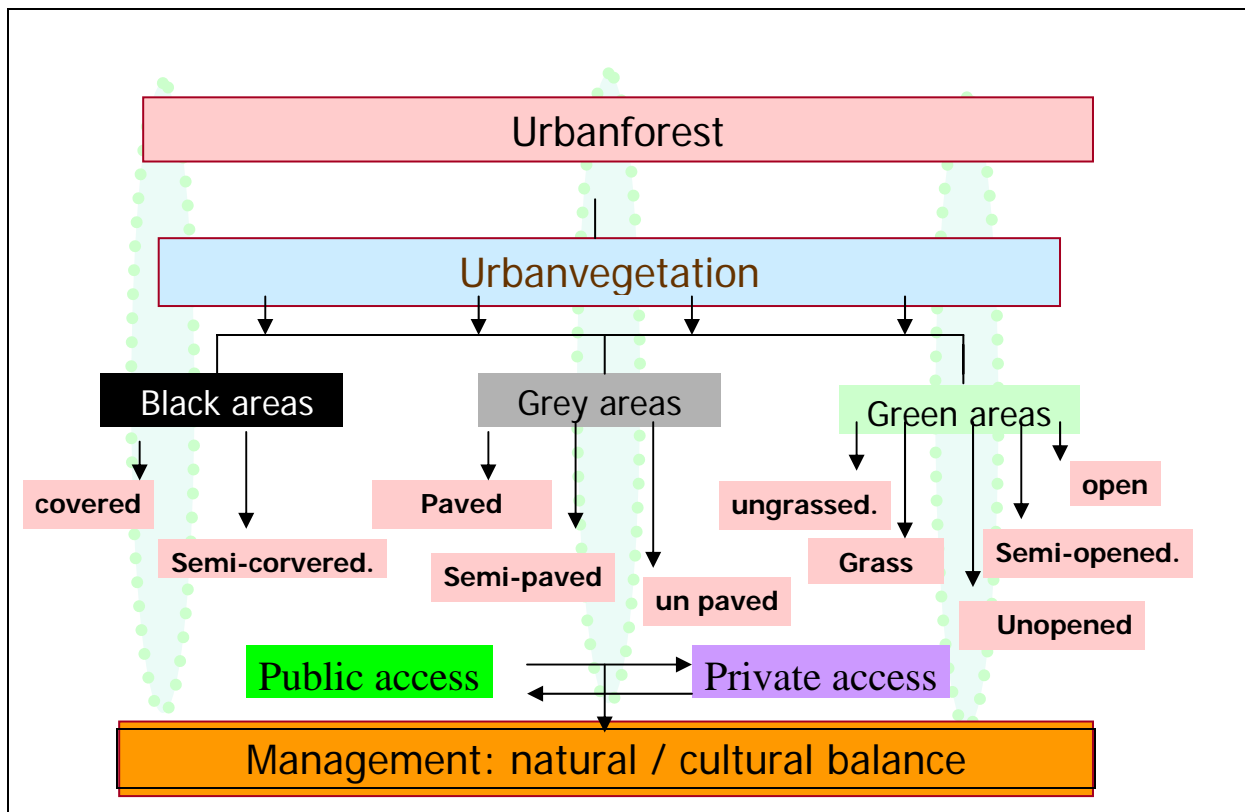 Urbanforest
Urbanvegetation
Black areas
Grey areas
Green areas
covered
Semi-corvered.
Paved
Semi-paved
un paved
ungrassed.
Grass
Unopened
Semi-opened.
open
Public access
Private access
Management: natural / cultural balance